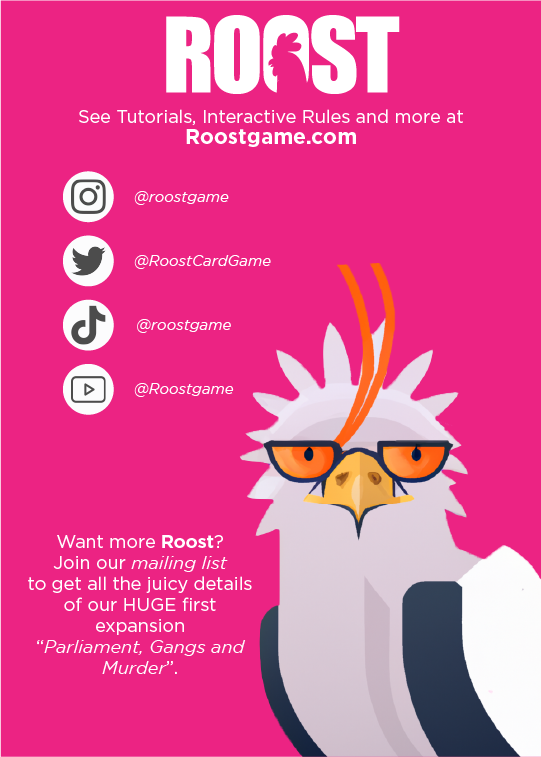 ROOST
See Tutorials, Interactive Rules and more at
Roostgame.com
@roostgame
@RoostCardGame
@roostgame
@Roostgame
Want more Roost?
Join our mailing list
to get all the juicy details
of our HUGE first
expansion
“Parliament, Gangs and
Murder”.